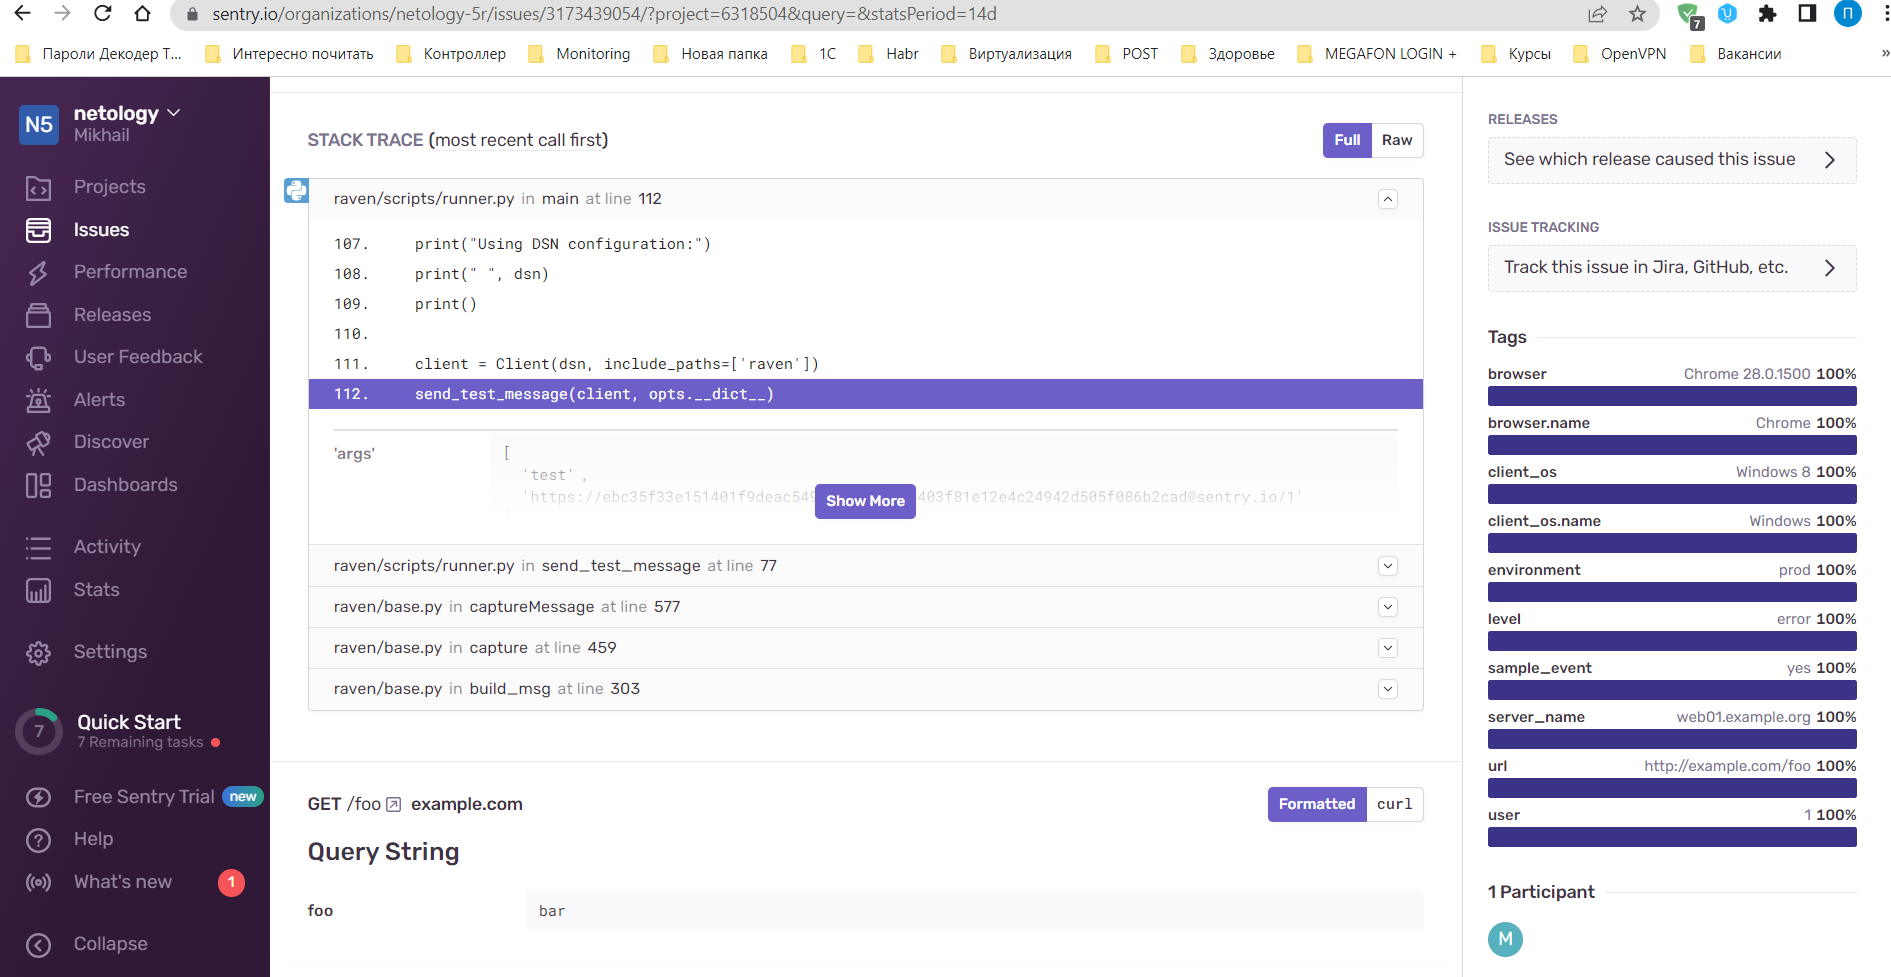 sentry.io/organizations/netology-5r/issues/3173439054/?project=6318504&query=&statsPeriod=14d
7
П
Пароли Декодер Т... Интересно почитать Контроллер Monitoring Новая папка 1С Habr Виртуализация POST Здоровье MEGAFON LOGIN + Курсы OpenVPN Вакансии »
N5 netology
Mikhail
Projects
Issues
Performance
Releases
User Feedback
Alerts
Discover
Dashboards
Activity
Stats
Settings
7 Quick Start
7 Remaining tasks
Free Sentry Trial new
Help
What's new 1
Collapse
STACK TRACE (most recent call first) Full Raw
raven/scripts/runner.py in main at line 112
107. print("Using DSN configuration:")
108. print(" ", dsn)
109. print()
110.
111. client = Client(dsn, include_paths=['raven'])
112. send_test_message(client, opts.__dict__)
'args' [
'test',
'https://ebc35f33e151401f9deac549 403f81e12e4c24942d505f086b2cad@sentry.io/1'
Show More
raven/scripts/runner.py in send_test_message at line 77
raven/base.py in captureMessage at line 577
raven/base.py in capture at line 459
raven/base.py in build_msg at line 303
GET /foo example.com Formatted curl
Query String
foo bar
RELEASES
See which release caused this issue
ISSUE TRACKING
Track this issue in Jira, GitHub, etc.
Tags
browser Chrome 28.0.1500 100%
browser.name Chrome 100%
client_os Windows 8 100%
client_os.name Windows 100%
environment prod 100%
level error 100%
sample_event yes 100%
server_name web01.example.org 100%
url http://example.com/foo 100%
user 1 100%
1 Participant
M